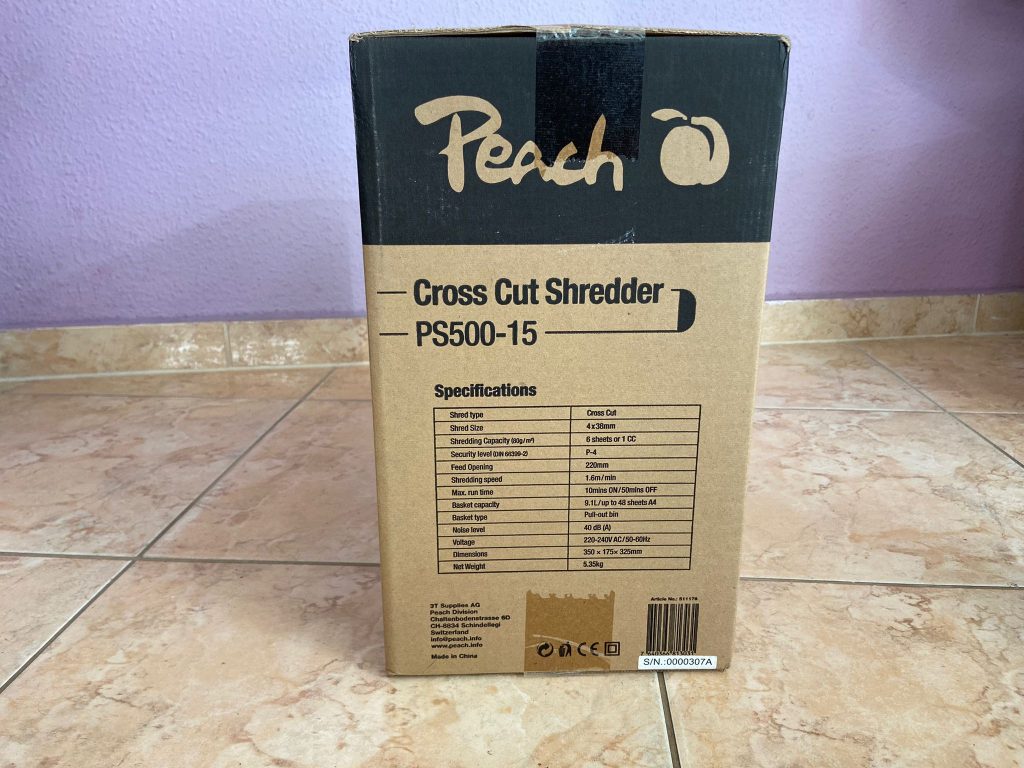 Peach
Cross Cut Shredder
PS500-15
Specifications
Shred type Cross Cut
Shred Size 4x38mm
Shredding Capacity (80g/m²) 6 sheets or 1 CC
Security level (DIN 66399-2) P-4
Feed Opening 220mm
Shredding speed 1.6m/min
Max. run time 10mins ON/50mins OFF
Basket capacity 9.1L/up to 48 sheets A4
Basket type Pull-out bin
Noise level 40 dB (A)
Voltage 220-240V AC/50-60Hz
Dimensions 350 × 175× 325mm
Net Weight 5.35kg
3T Supplies AG
Peach Division
Chaltenbodenstrasse 6D
CH-8834 Schindellegi
Switzerland
info@peach.info
www.peach.info
Made in China
CE
Article No.: 511176
S/N.:0000307A